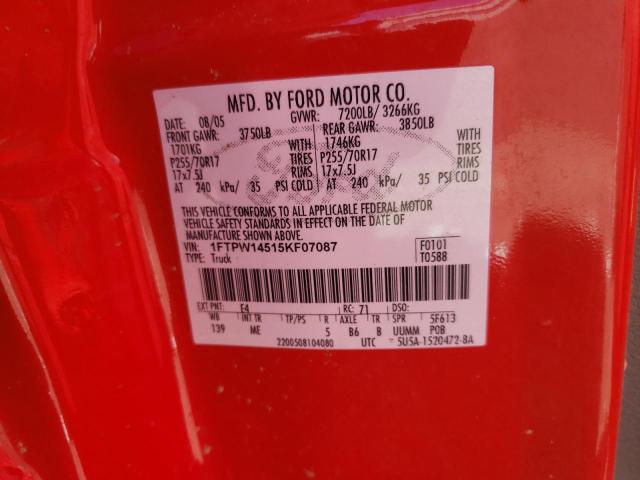 MFD. BY FORD MOTOR CO.
DATE: 08/05 GVWR: 7200LB/ 3266KG
FRONT GAWR: 3750LB REAR GAWR: 3850LB
1701KG WITH 1746KG WITH
P255/70R17 TIRES P255/70R17 TIRES
17x7.5J RIMS 17x7.5J RIMS
AT 240 kPa/ 35 PSI COLD AT 240 kPa/ 35 PSI COLD
THIS VEHICLE CONFORMS TO ALL APPLICABLE FEDERAL MOTOR
VEHICLE SAFETY STANDARDS IN EFFECT ON THE DATE OF
MANUFACTURE SHOWN ABOVE.
VIN: 1FTPW14515KF07087 F0101
TYPE: Truck T0588
EXT PNT: E4 RC: 71 DSO:
WB INT TR TP/PS R AXLE TR SPR 5F613
139 ME 5 B6 B UUMM POB
2200508104080 UTC 5U5A-1520472-BA
Ford